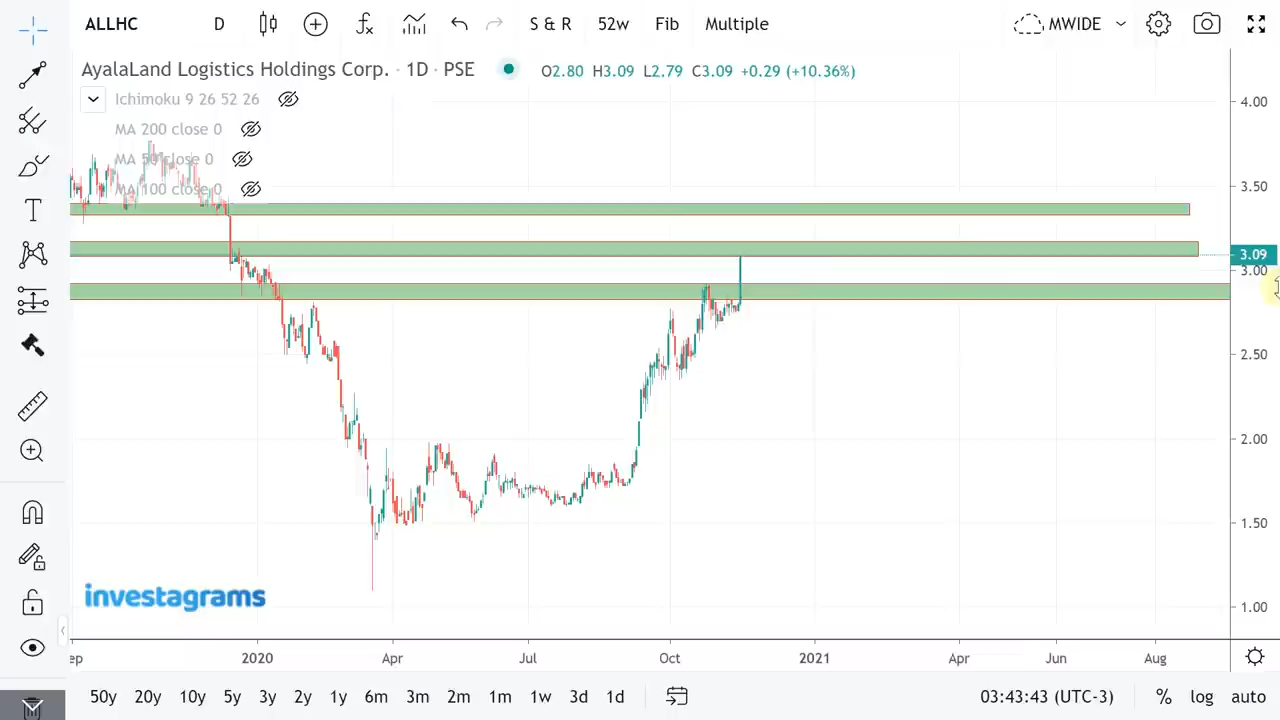 ALLHC D S & R 52w Fib Multiple MWIDE
AyalaLand Logistics Holdings Corp. · 1D · PSE O2.80 H3.09 L2.79 C3.09 +0.29 (+10.36%)
Ichimoku 9 26 52 26
MA 200 close 0
MA 50 close 0
MA 100 close 0
4.00
3.50
3.09
3.00
2.50
2.00
1.50
1.00
investagrams
ep 2020 Apr Jul Oct 2021 Apr Jun Aug
50y 20y 10y 5y 3y 2y 1y 6m 3m 2m 1m 1w 3d 1d 03:43:43 (UTC-3) % log auto